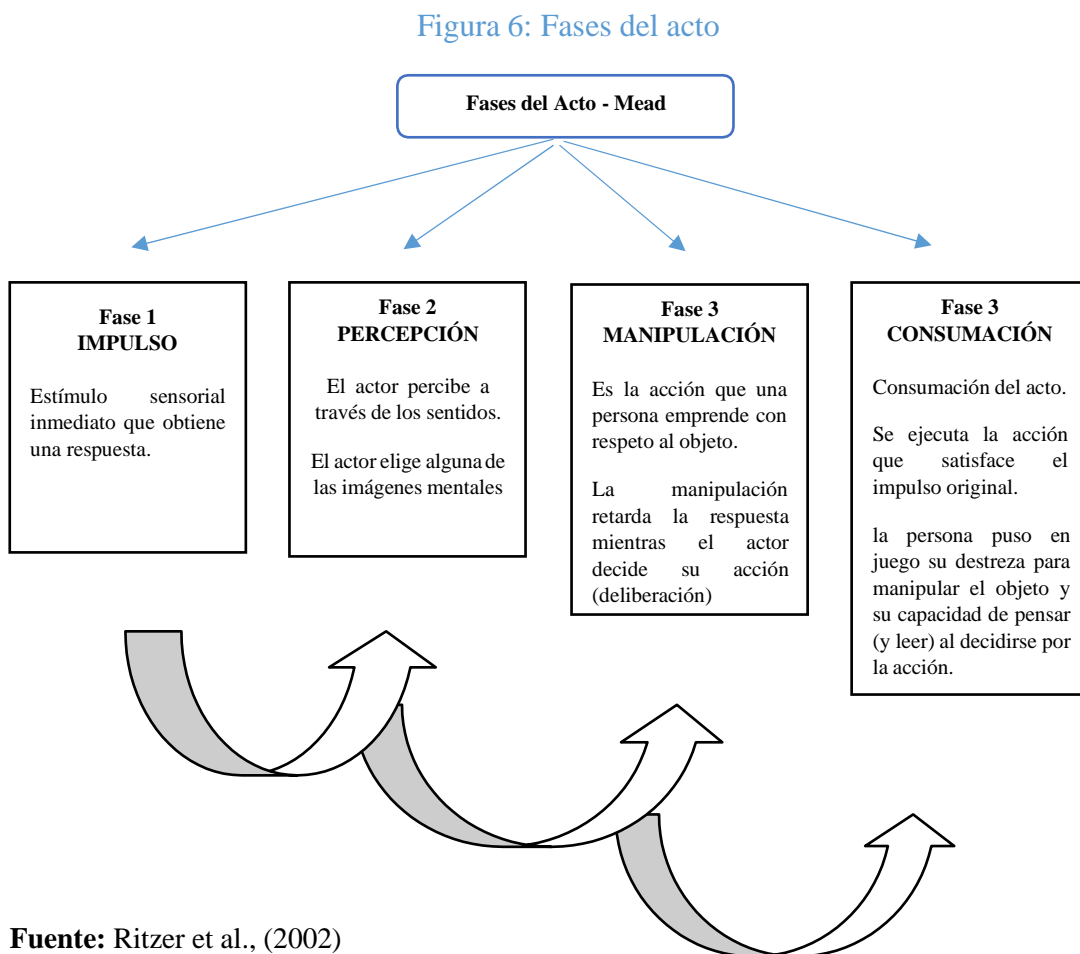 Figura 6: Fases del acto
Fases del Acto - Mead
Fase 1
IMPULSO
Estímulo sensorial
inmediato que obtiene
una respuesta.
Fase 2
PERCEPCIÓN
El actor percibe a
través de los sentidos.
El actor elige alguna de
las imágenes mentales
Fase 3
MANIPULACIÓN
Es la acción que una
persona emprende con
respeto al objeto.
La manipulación
retarda la respuesta
mientras el actor
decide su acción
(deliberación)
Fase 3
CONSUMACIÓN
Consumación del acto.
Se ejecuta la acción
que satisface el
impulso original.
la persona puso en
juego su destreza para
manipular el objeto y
su capacidad de pensar
(y leer) al decidirse por
la acción.
Fuente: Ritzer et al., (2002)